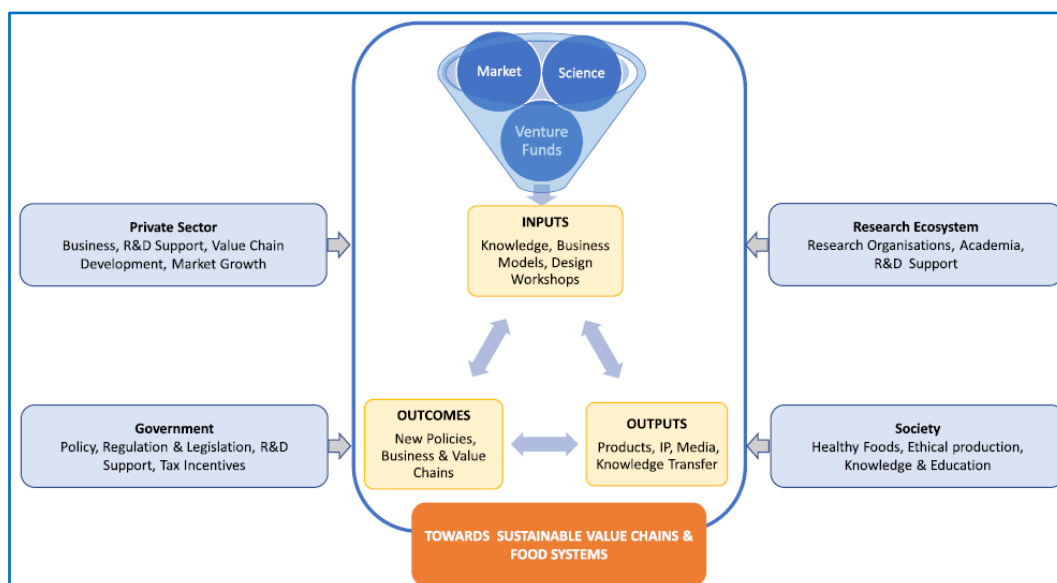 Market
Science
Venture
Funds
Private Sector
Business, R&D Support, Value Chain
Development, Market Growth
INPUTS
Knowledge, Business
Models, Design
Workshops
Research Ecosystem
Research Organisations, Academia,
R&D Support
Government
Policy, Regulation & Legislation, R&D
Support, Tax Incentives
OUTCOMES
New Policies,
Business & Value
Chains
OUTPUTS
Products, IP, Media,
Knowledge Transfer
Society
Healthy Foods, Ethical production,
Knowledge & Education
TOWARDS SUSTAINABLE VALUE CHAINS &
FOOD SYSTEMS